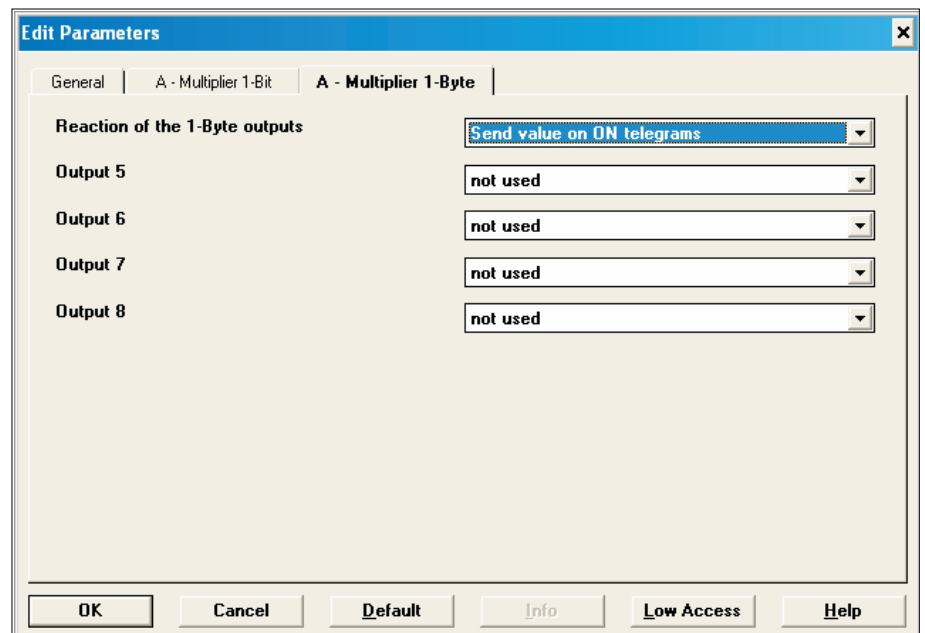 Edit Parameters
General A - Multiplier 1-Bit A - Multiplier 1-Byte
Reaction of the 1-Byte outputs Send value on ON telegrams
Output 5 not used
Output 6 not used
Output 7 not used
Output 8 not used
OK Cancel Default Info Low Access Help